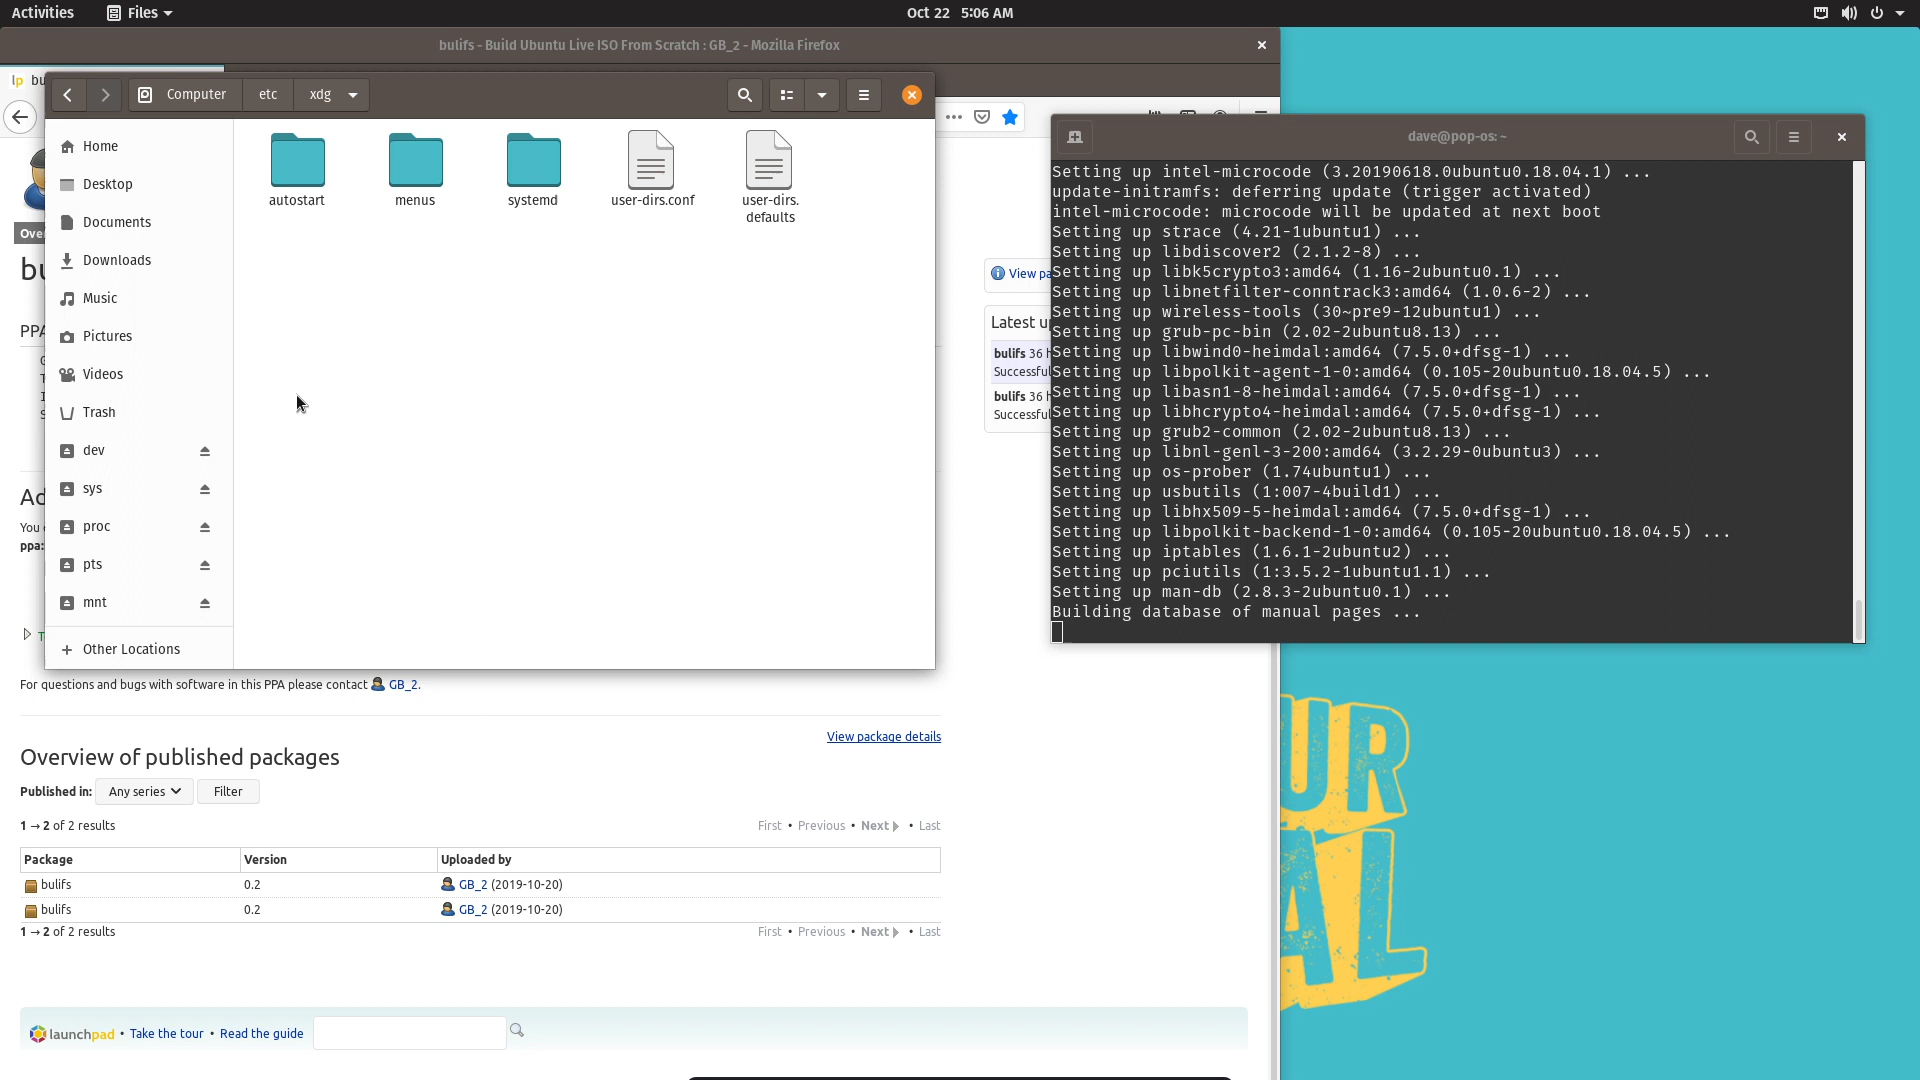 Activities Files Oct 22 5:06 AM
bulifs - Build Ubuntu Live ISO From Scratch : GB_2 - Mozilla Firefox
lp bu
Computer etc xdg
Home
Desktop
Documents
Downloads
Music
Pictures
Videos
Trash
dev
sys
proc
pts
mnt
Other Locations
autostart
menus
systemd
user-dirs.conf
user-dirs.
defaults
Over
bu
PPA
Ad
You
ppa:
View pa
Latest up
bulifs 36 h
Successful
bulifs 36 h
Successful
For questions and bugs with software in this PPA please contact GB_2.
View package details
Overview of published packages
Published in: Any series Filter
1 → 2 of 2 results First • Previous • Next • Last
Package Version Uploaded by
bulifs 0.2 GB_2 (2019-10-20)
bulifs 0.2 GB_2 (2019-10-20)
1 → 2 of 2 results First • Previous • Next • Last
launchpad • Take the tour • Read the guide
dave@pop-os: ~
Setting up intel-microcode (3.20190618.0ubuntu0.18.04.1) ...
update-initramfs: deferring update (trigger activated)
intel-microcode: microcode will be updated at next boot
Setting up strace (4.21-1ubuntu1) ...
Setting up libdiscover2 (2.1.2-8) ...
Setting up libk5crypto3:amd64 (1.16-2ubuntu0.1) ...
Setting up libnetfilter-conntrack3:amd64 (1.0.6-2) ...
Setting up wireless-tools (30~pre9-12ubuntu1) ...
Setting up grub-pc-bin (2.02-2ubuntu8.13) ...
Setting up libwind0-heimdal:amd64 (7.5.0+dfsg-1) ...
Setting up libpolkit-agent-1-0:amd64 (0.105-20ubuntu0.18.04.5) ...
Setting up libasn1-8-heimdal:amd64 (7.5.0+dfsg-1) ...
Setting up libhcrypto4-heimdal:amd64 (7.5.0+dfsg-1) ...
Setting up grub2-common (2.02-2ubuntu8.13) ...
Setting up libnl-genl-3-200:amd64 (3.2.29-0ubuntu3) ...
Setting up os-prober (1.74ubuntu1) ...
Setting up usbutils (1:007-4build1) ...
Setting up libhx509-5-heimdal:amd64 (7.5.0+dfsg-1) ...
Setting up libpolkit-backend-1-0:amd64 (0.105-20ubuntu0.18.04.5) ...
Setting up iptables (1.6.1-2ubuntu2) ...
Setting up pciutils (1:3.5.2-1ubuntu1.1) ...
Setting up man-db (2.8.3-2ubuntu0.1) ...
Building database of manual pages ...
UR
AL